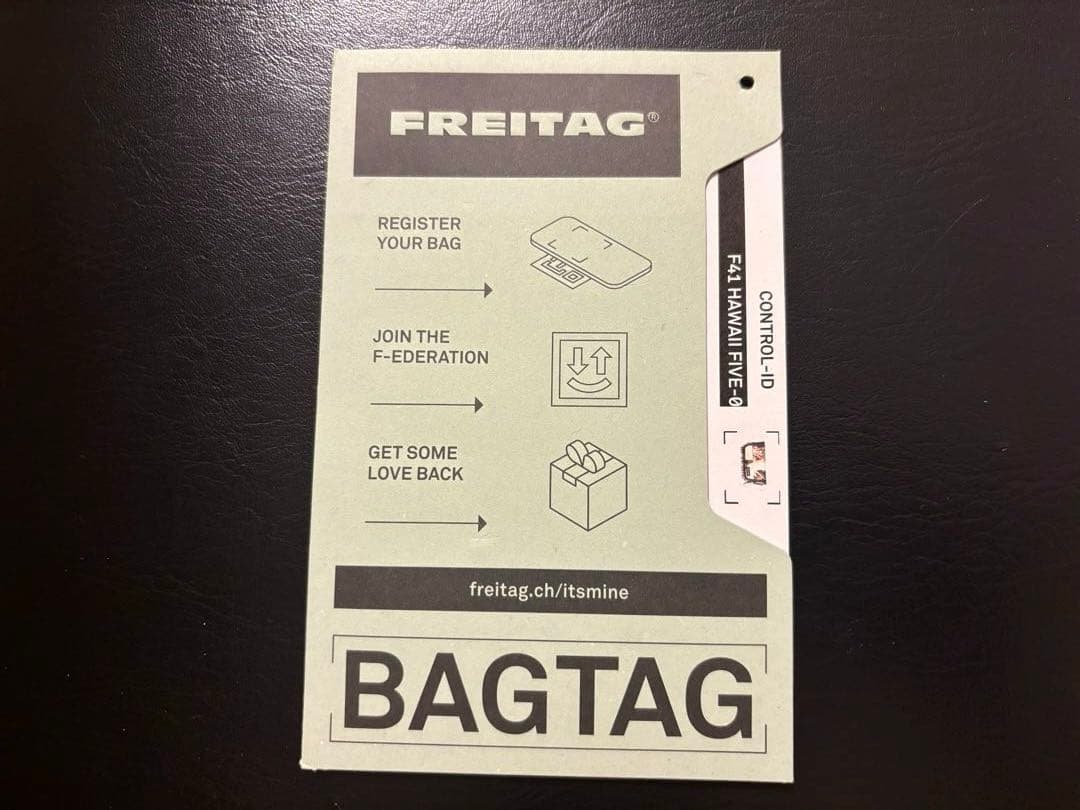 FREITAG®
REGISTER
YOUR BAG
JOIN THE
F-EDERATION
GET SOME
LOVE BACK
freitag.ch/itsmine
BAGTAG
CONTROL-ID
F41 HAWAII FIVE-0